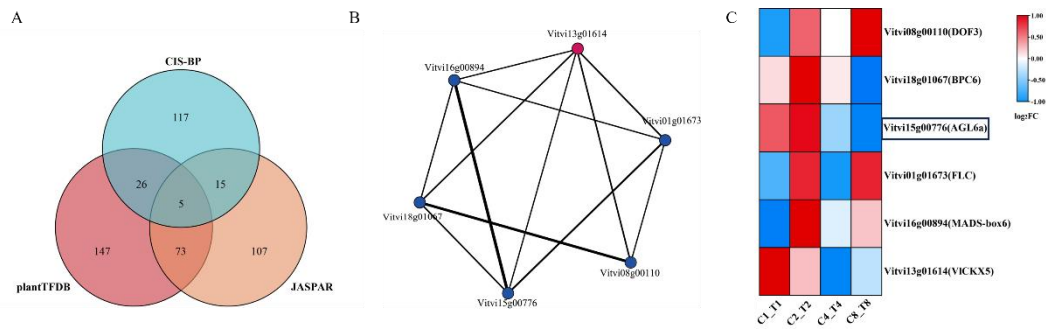 A
CIS-BP
117
26
15
5
147
73
107
plantTFDB
JASPAR
B
Vitvi13g01614
Vitvi16g00894
Vitvi01g01673
Vitvi18g01067
Vitvi08g00110
Vitvi15g00776
C
Vitvi08g00110(DOF3)
Vitvi18g01067(BPC6)
Vitvi15g00776(AGL6a)
Vitvi01g01673(FLC)
Vitvi16g00894(MADS-box6)
Vitvi13g01614(VlCKX5)
C1_T1
C2_T2
C4_T4
C8_T8
1.00
0.50
0.00
-0.50
-1.00
log₂FC